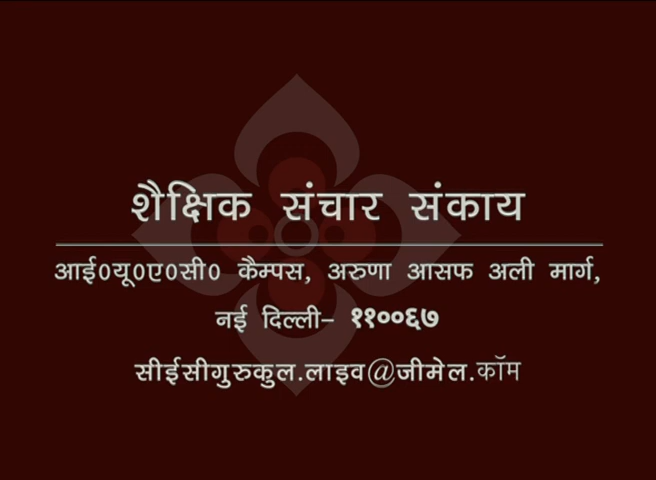 शैक्षिक संचार संकाय
आई०यू०ए०सी० कैम्पस, अरुणा आसफ अली मार्ग,
नई दिल्ली– ११००६७
सीईसीगुरुकुल.लाइव@जीमेल.कॉम